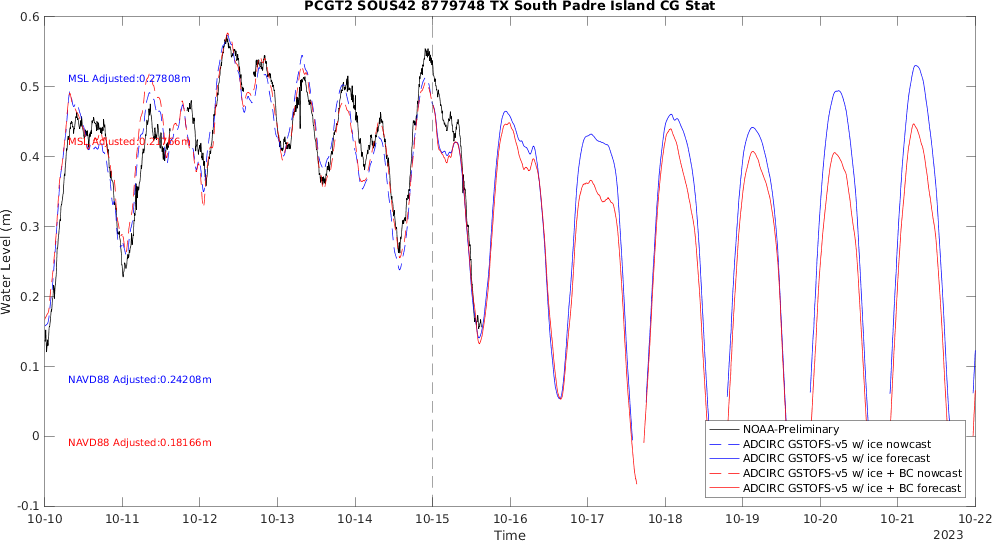 PCGT2 SOUS42 8779748 TX South Padre Island CG Stat
Water Level (m)
0.6
0.5
0.4
0.3
0.2
0.1
0
-0.1
MSL Adjusted:0.27808m
MSL Adjusted:0.21766m
NAVD88 Adjusted:0.24208m
NAVD88 Adjusted:0.18166m
NOAA-Preliminary
ADCIRC GSTOFS-v5 w/ ice nowcast
ADCIRC GSTOFS-v5 w/ ice forecast
ADCIRC GSTOFS-v5 w/ ice + BC nowcast
ADCIRC GSTOFS-v5 w/ ice + BC forecast
10-10 10-11 10-12 10-13 10-14 10-15 10-16 10-17 10-18 10-19 10-20 10-21 10-22
Time
2023